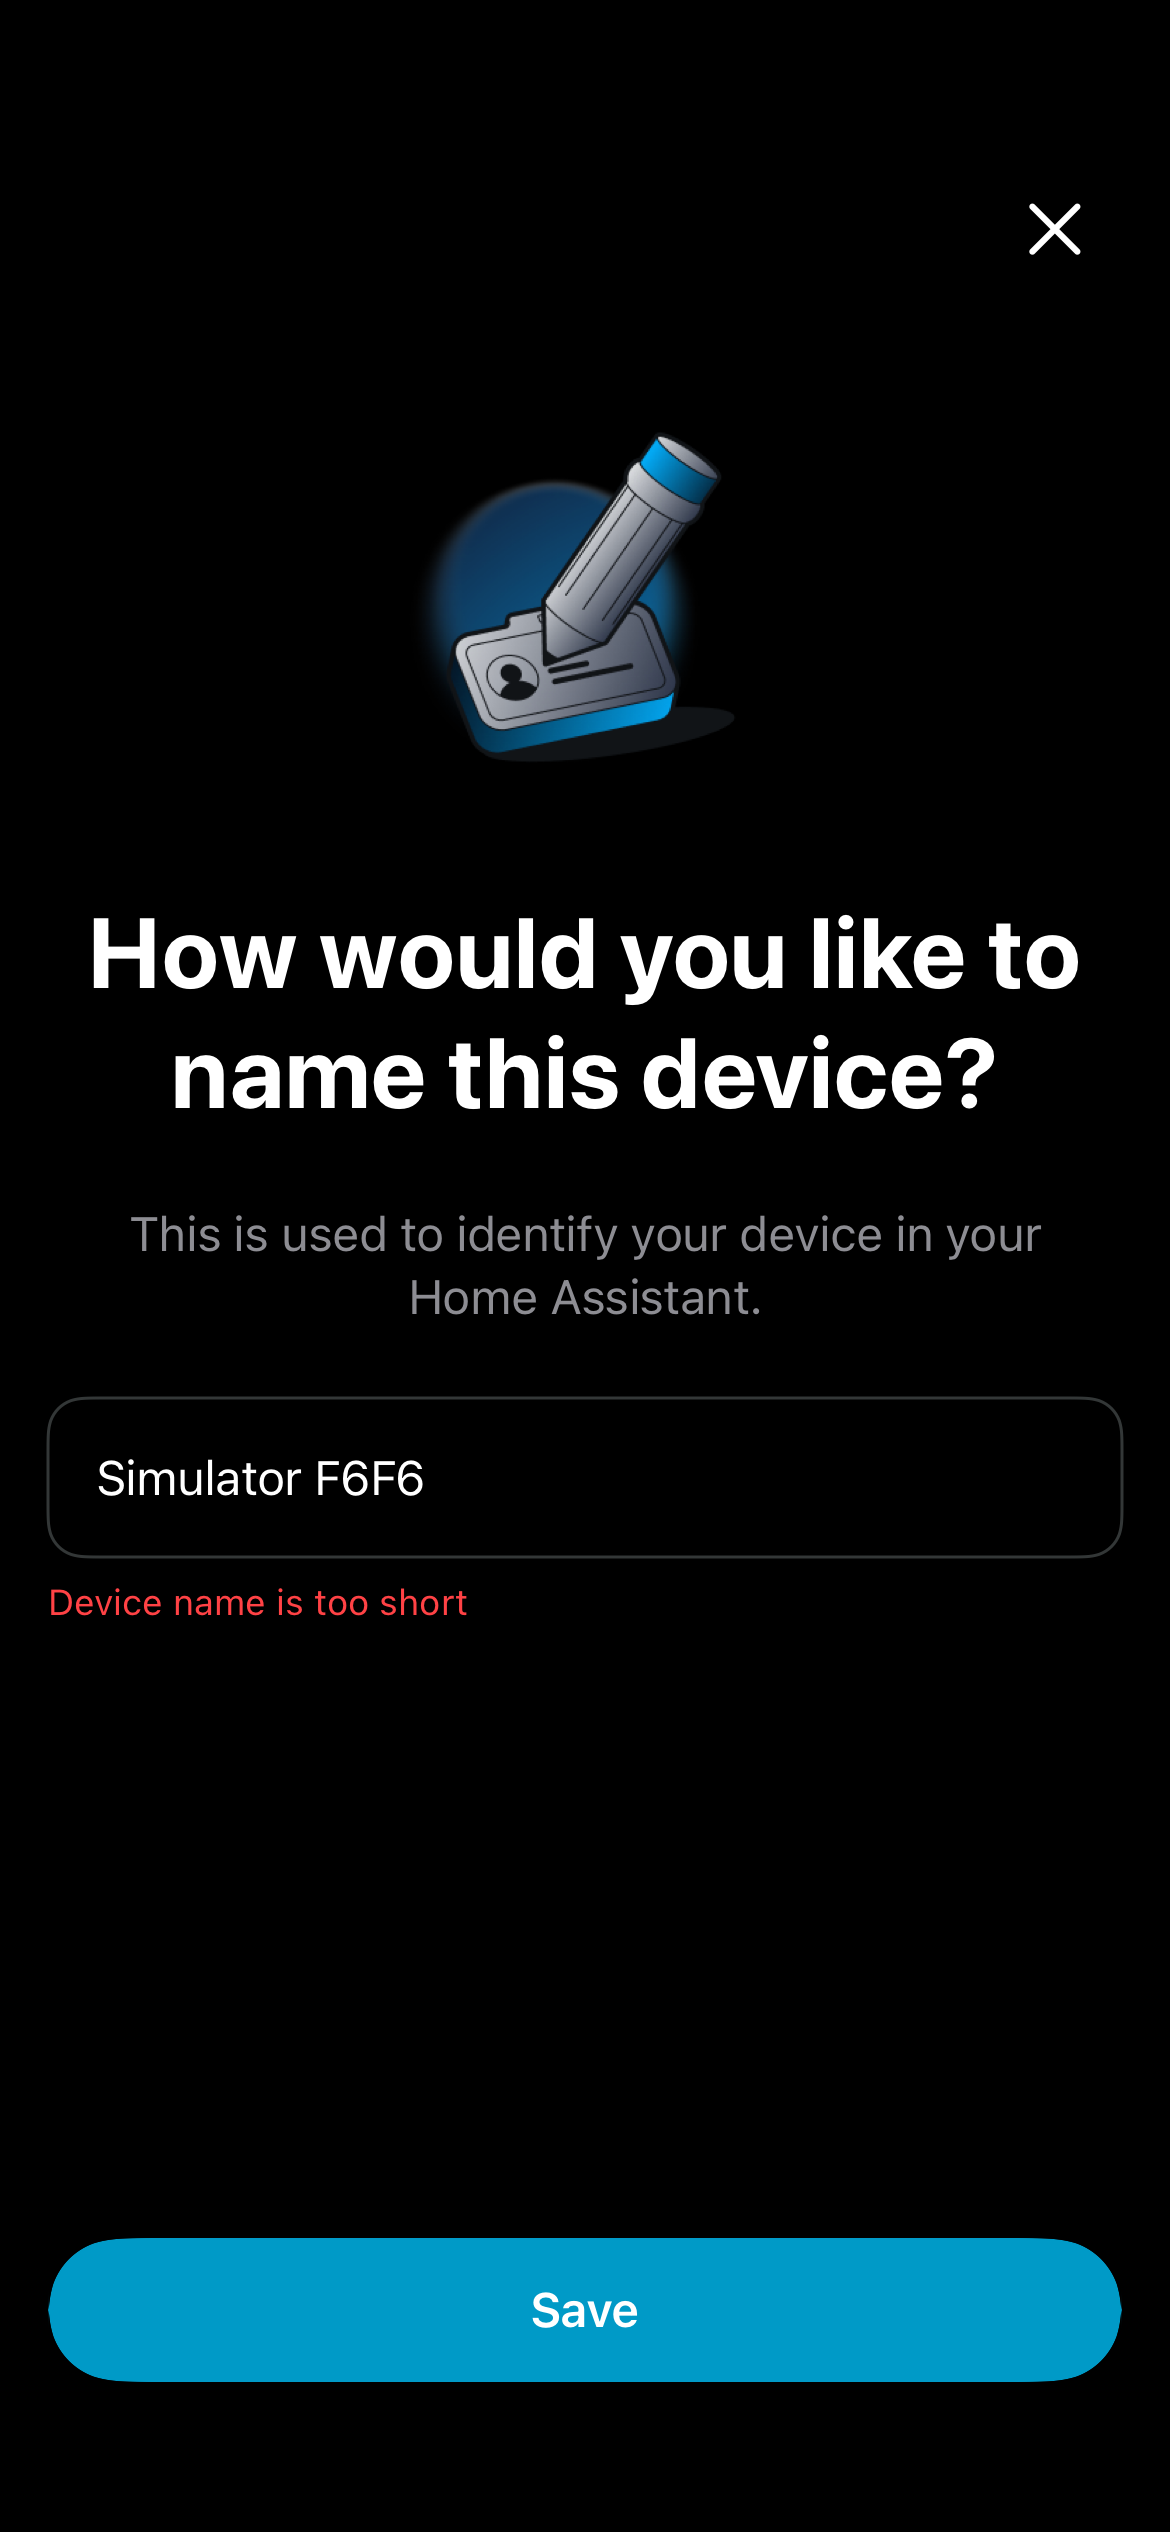 How would you like to
name this device?
This is used to identify your device in your
Home Assistant.
Simulator F6F6
Device name is too short
Save